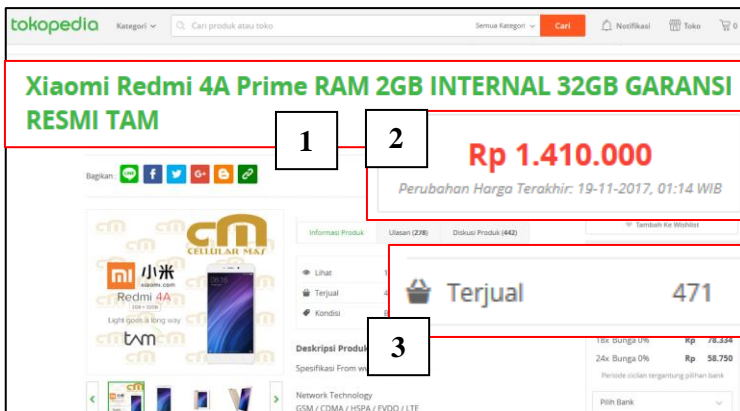 tokopedia Kategori Cari produk atau toko Semua Kategori Cari Notifikasi Toko 0
Xiaomi Redmi 4A Prime RAM 2GB INTERNAL 32GB GARANSI
RESMI TAM
1
2
Rp 1.410.000
Perubahan Harga Terakhir: 19-11-2017, 01:14 WIB
Bagikan :
Tambah Ke Wishlist
cm
CELLULAR MAX
mi 小米
xiaomi.com
Redmi 4A
2GB + 32GB
Light goes a long way
tam
Informasi Produk Ulasan (278) Diskusi Produk (442)
Lihat
Terjual
Kondisi
Terjual 471
3
18x Bunga 0% Rp 78.334
24x Bunga 0% Rp 58.750
Periode cicilan tergantung pilihan bank
Pilih Bank
Deskripsi Produk
Spesifikasi From
Network Technology
GSM / CDMA / HSPA / EVDO / LTE